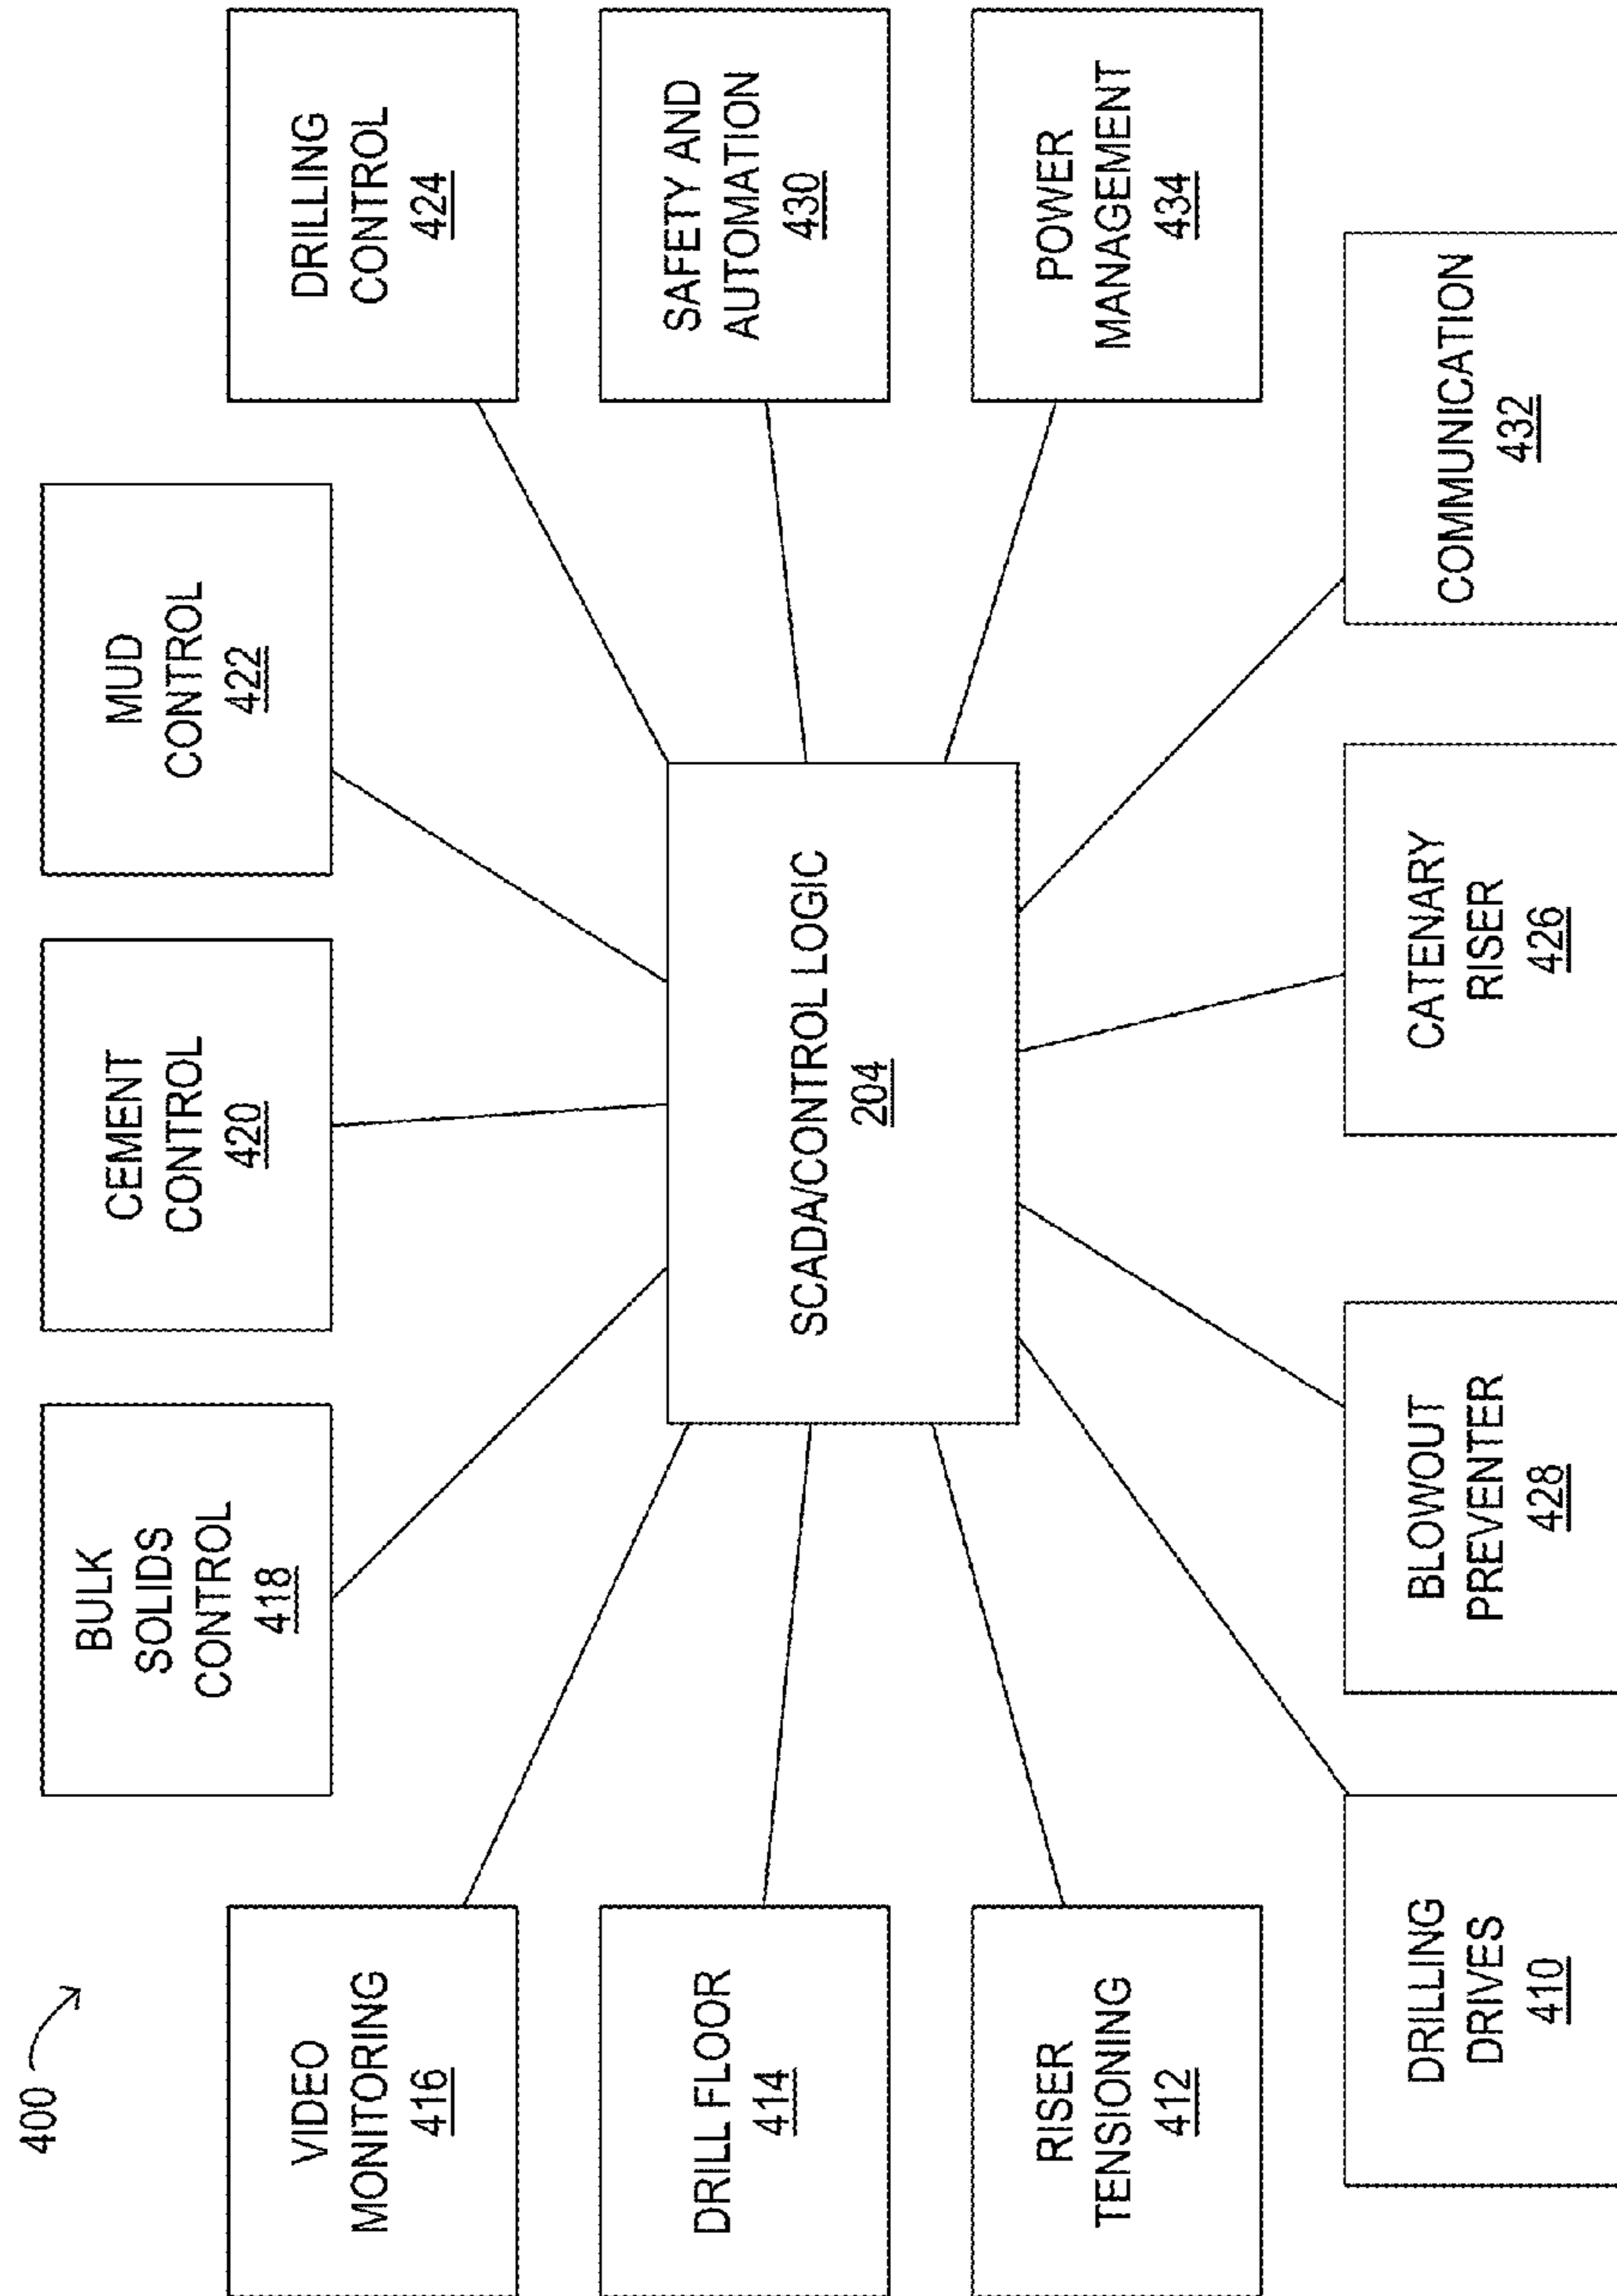 400
BULK
SOLIDS
CONTROL
418
CEMENT
CONTROL
420
MUD
CONTROL
422
VIDEO
MONITORING
416
DRILLING
CONTROL
424
DRILL FLOOR
414
SCADA/CONTROL LOGIC
204
SAFETY AND
AUTOMATION
430
RISER
TENSIONING
412
POWER
MANAGEMENT
434
DRILLING
DRIVES
410
BLOWOUT
PREVENTER
428
CATENARY
RISER
426
COMMUNICATION
432